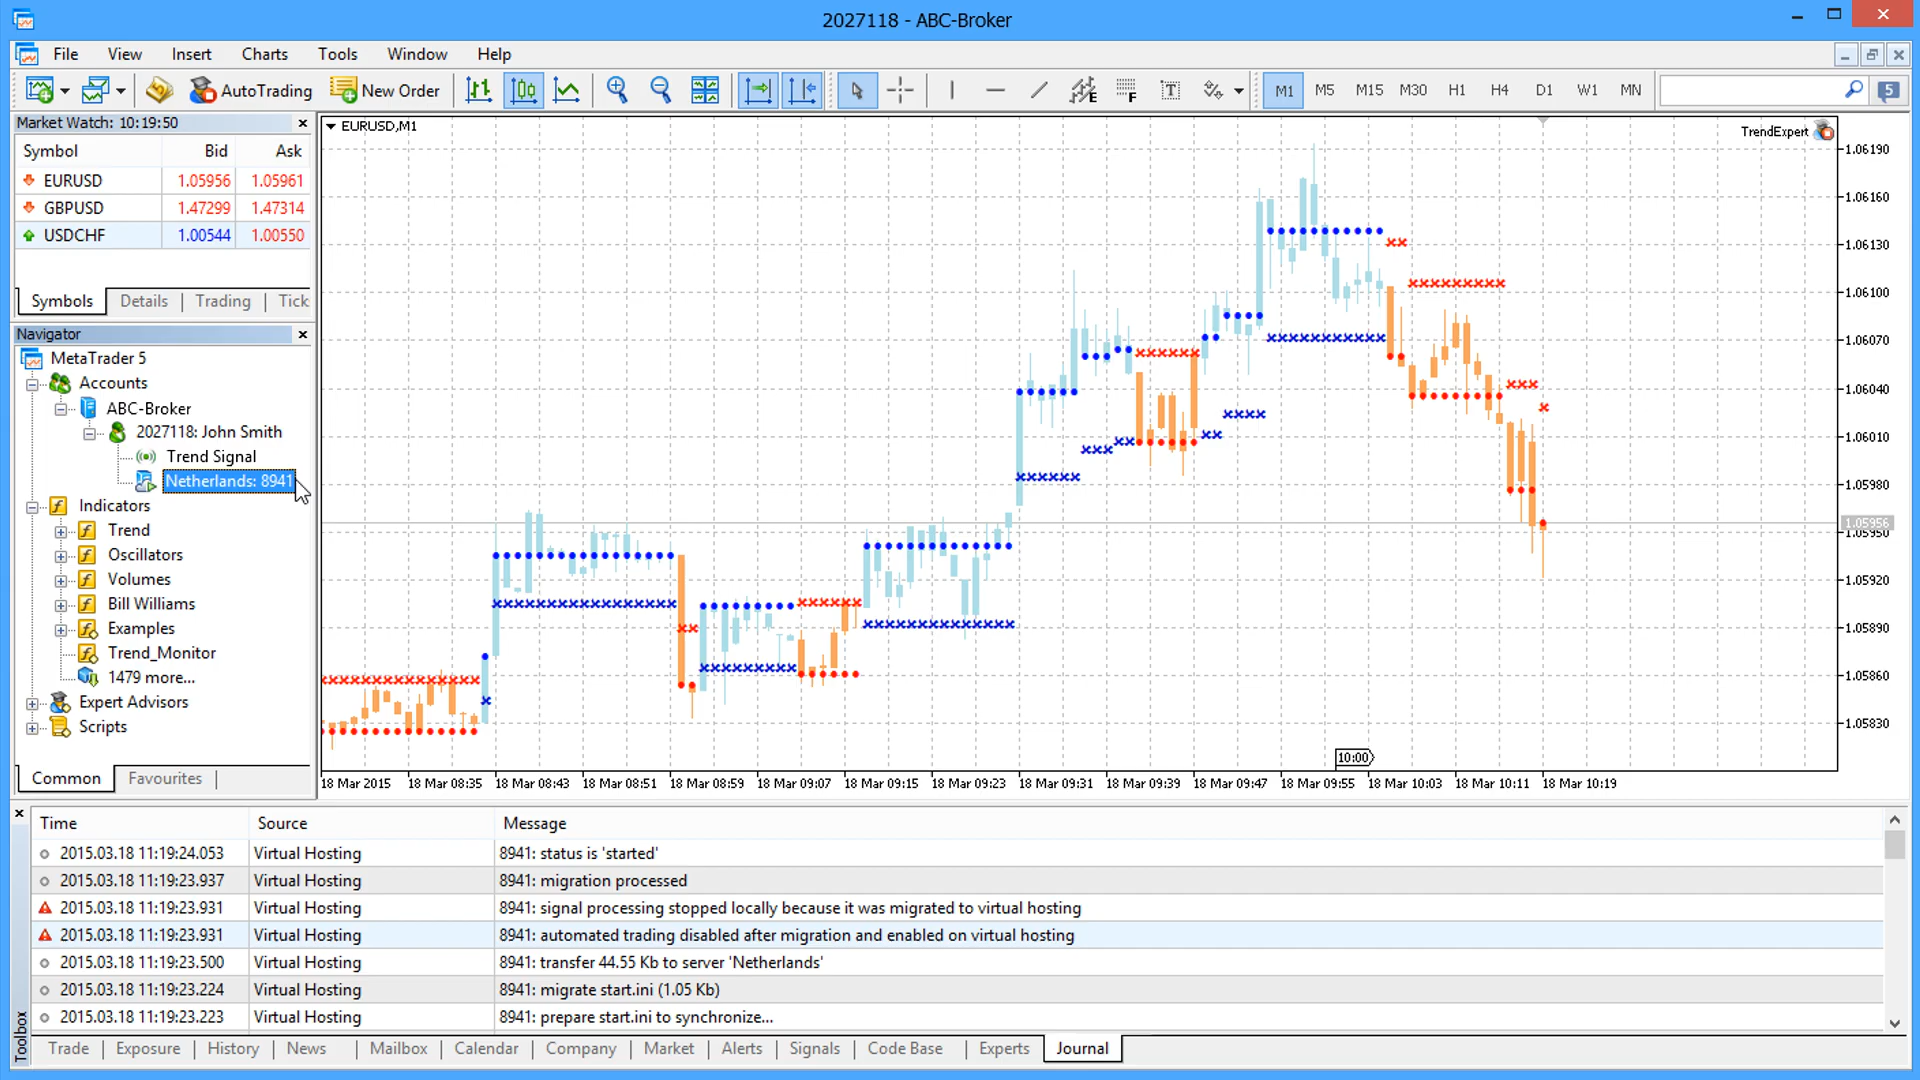 2027118 - ABC-Broker
File View Insert Charts Tools Window Help
AutoTrading New Order E F T M1 M5 M15 M30 H1 H4 D1 W1 MN 5
Market Watch: 10:19:50
Symbol Bid Ask
EURUSD 1.05956 1.05961
GBPUSD 1.47299 1.47314
USDCHF 1.00544 1.00550
Symbols Details Trading Tick
Navigator
MetaTrader 5
Accounts
ABC-Broker
2027118: John Smith
Trend Signal
Netherlands: 8941
Indicators
Trend
Oscillators
Volumes
Bill Williams
Examples
Trend_Monitor
1479 more...
Expert Advisors
Scripts
Common Favourites
EURUSD,M1
TrendExpert
1.06190
1.06160
1.06130
1.06100
1.06070
1.06040
1.06010
1.05980
1.05956
1.05950
1.05920
1.05890
1.05860
1.05830
10:00
18 Mar 2015 18 Mar 08:35 18 Mar 08:43 18 Mar 08:51 18 Mar 08:59 18 Mar 09:07 18 Mar 09:15 18 Mar 09:23 18 Mar 09:31 18 Mar 09:39 18 Mar 09:47 18 Mar 09:55 18 Mar 10:03 18 Mar 10:11 18 Mar 10:19
Time Source Message
2015.03.18 11:19:24.053 Virtual Hosting 8941: status is 'started'
2015.03.18 11:19:23.937 Virtual Hosting 8941: migration processed
2015.03.18 11:19:23.931 Virtual Hosting 8941: signal processing stopped locally because it was migrated to virtual hosting
2015.03.18 11:19:23.931 Virtual Hosting 8941: automated trading disabled after migration and enabled on virtual hosting
2015.03.18 11:19:23.500 Virtual Hosting 8941: transfer 44.55 Kb to server 'Netherlands'
2015.03.18 11:19:23.224 Virtual Hosting 8941: migrate start.ini (1.05 Kb)
2015.03.18 11:19:23.223 Virtual Hosting 8941: prepare start.ini to synchronize...
Toolbox
Trade Exposure History News Mailbox Calendar Company Market Alerts Signals Code Base Experts Journal